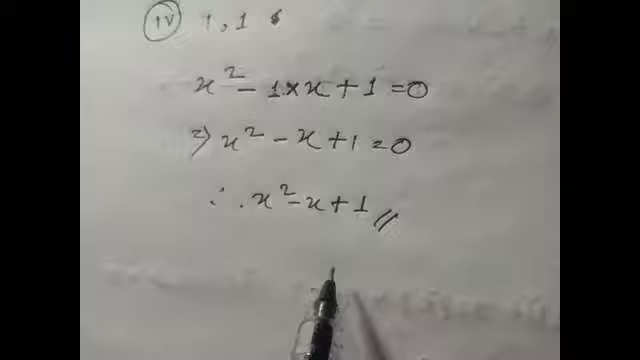 (iv) 1, 1
x² - 1 × x + 1 = 0
⇒ x² - x + 1 = 0
∴ x² - x + 1 //